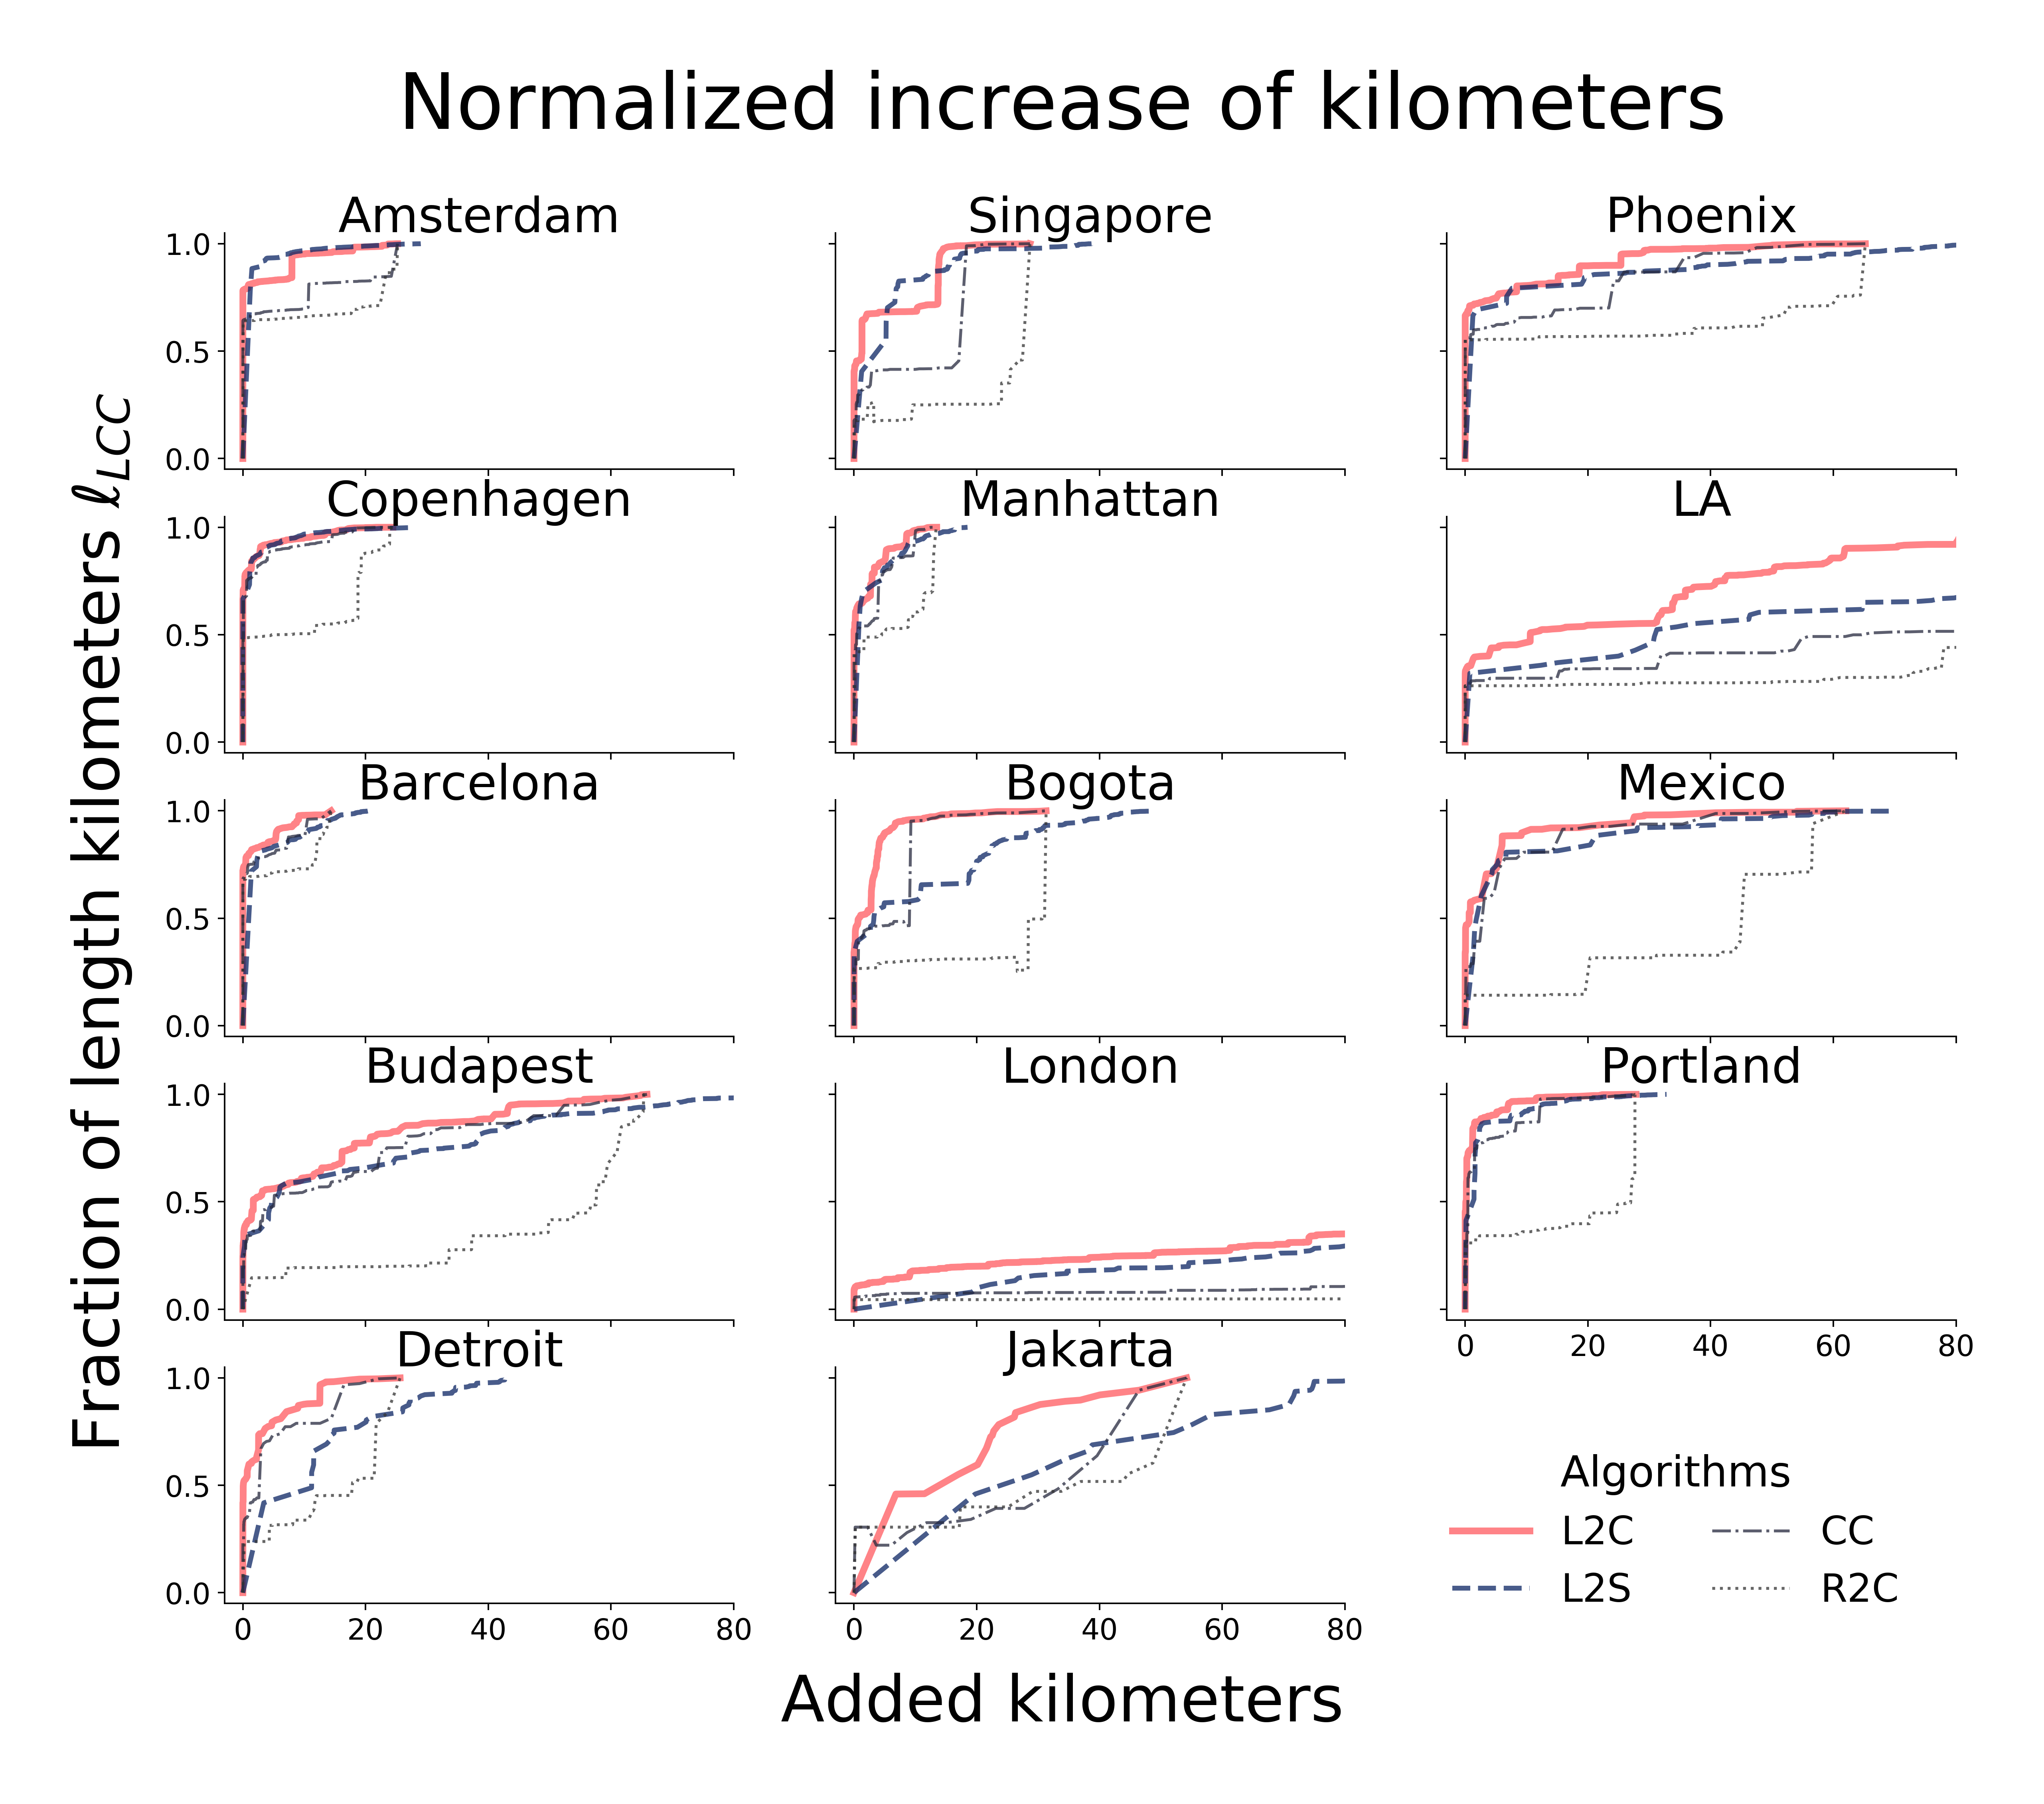 Normalized increase of kilometers
Fraction of length kilometers ℓ_LCC
Amsterdam
1.0
0.5
0.0
Singapore
Phoenix
Copenhagen
1.0
0.5
0.0
Manhattan
LA
Barcelona
1.0
0.5
0.0
Bogota
Mexico
Budapest
1.0
0.5
0.0
London
Portland
0 20 40 60 80
Detroit
1.0
0.5
0.0
0 20 40 60 80
Jakarta
0 20 40 60 80
Algorithms
L2C CC
L2S R2C
Added kilometers